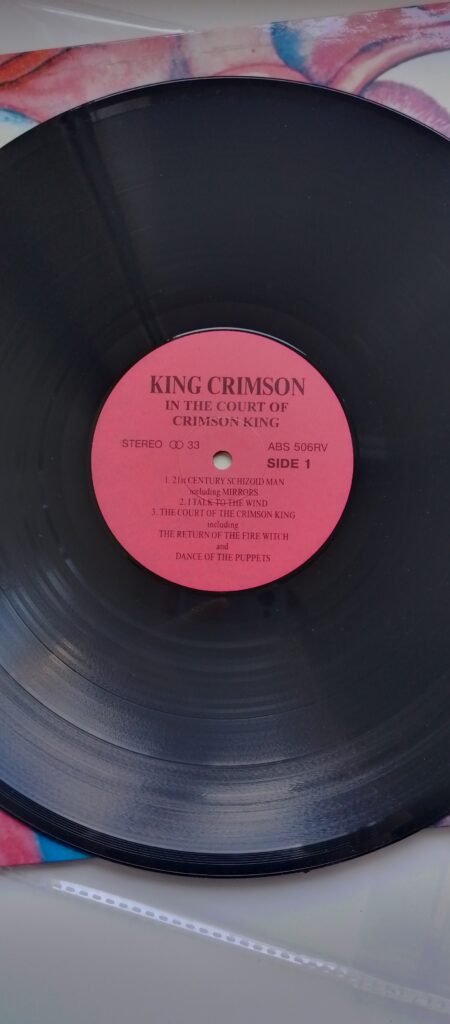 KING CRIMSON
IN THE COURT OF
CRIMSON KING
STEREO 33 ABS 506RV
SIDE 1
1. 21st CENTURY SCHIZOID MAN
including MIRRORS
2. I TALK TO THE WIND
3. THE COURT OF THE CRIMSON KING
including
THE RETURN OF THE FIRE WITCH
and
DANCE OF THE PUPPETS